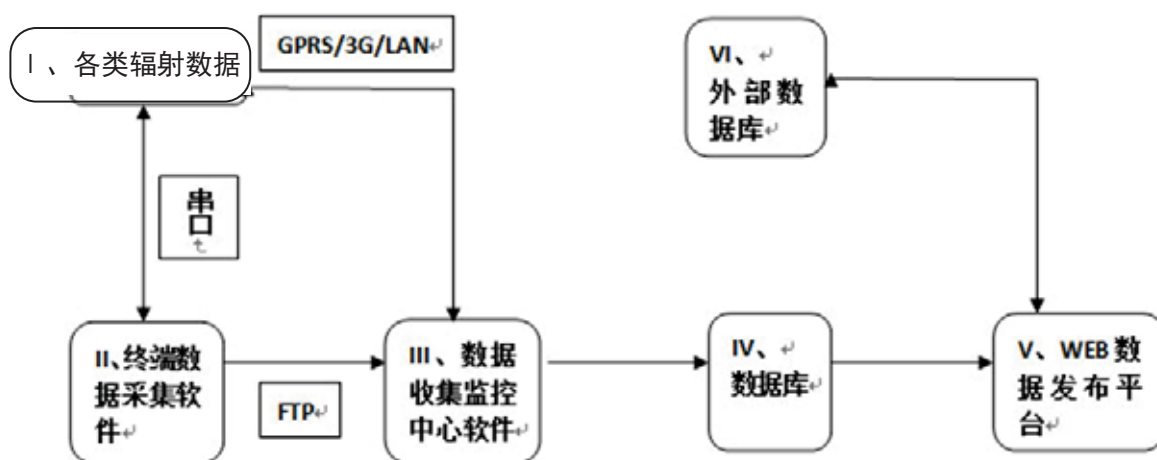 GPRS/3G/LAN
Ⅰ、各类辐射数据
VI、
外部数
据库
串
口
II、终端数
据采集软
件
FTP
III、数据
收集监控
中心软件
IV、
数据库
V、WEB数
据发布平
台